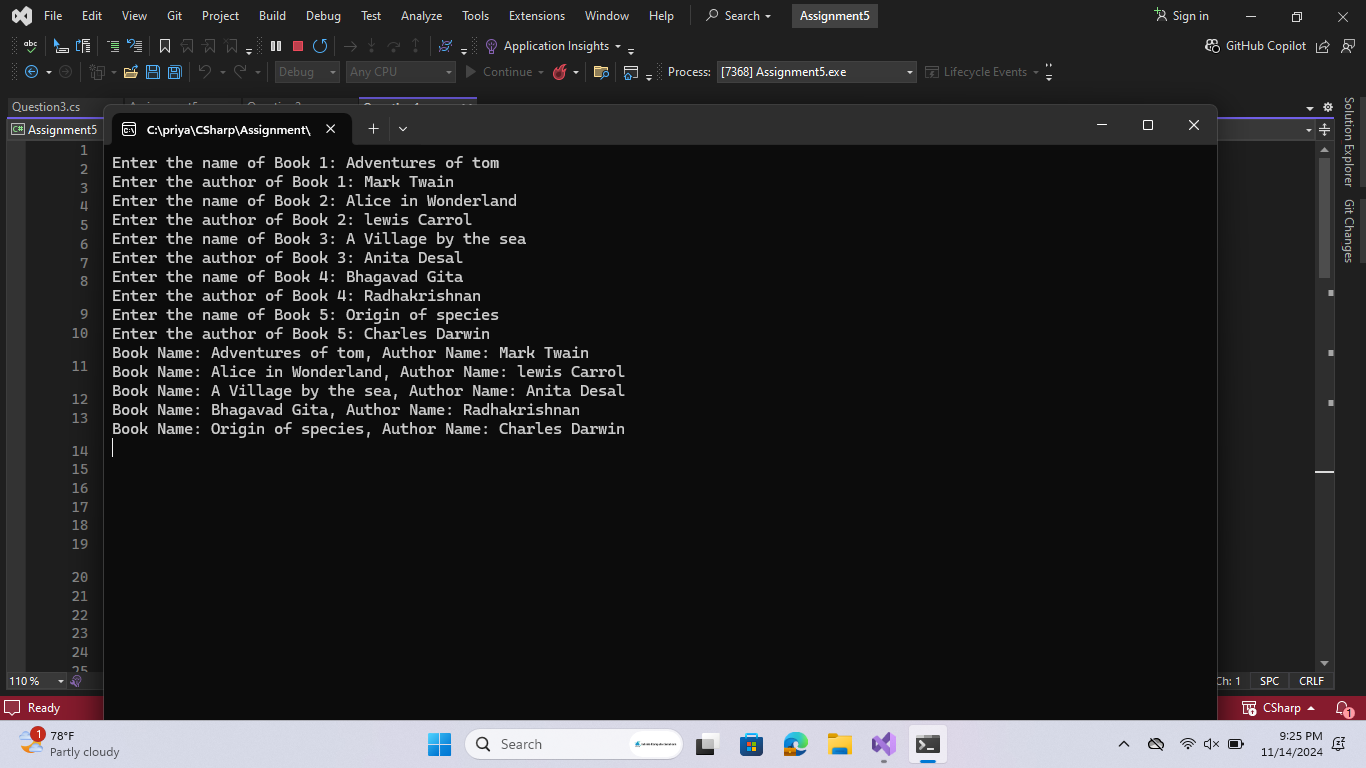 File Edit View Git Project Build Debug Test Analyze Tools Extensions Window Help Search Assignment5 Sign in
abc Application Insights GitHub Copilot
Debug Any CPU Continue Process: [7368] Assignment5.exe Lifecycle Events
Question3.cs
C# Assignment5
C:\priya\CSharp\Assignment\
Enter the name of Book 1: Adventures of tom
Enter the author of Book 1: Mark Twain
Enter the name of Book 2: Alice in Wonderland
Enter the author of Book 2: lewis Carrol
Enter the name of Book 3: A Village by the sea
Enter the author of Book 3: Anita Desal
Enter the name of Book 4: Bhagavad Gita
Enter the author of Book 4: Radhakrishnan
Enter the name of Book 5: Origin of species
Enter the author of Book 5: Charles Darwin
Book Name: Adventures of tom, Author Name: Mark Twain
Book Name: Alice in Wonderland, Author Name: lewis Carrol
Book Name: A Village by the sea, Author Name: Anita Desal
Book Name: Bhagavad Gita, Author Name: Radhakrishnan
Book Name: Origin of species, Author Name: Charles Darwin
1
2
3
4
5
6
7
8
9
10
11
12
13
14
15
16
17
18
19
20
21
22
23
24
25
Solution Explorer
Git Changes
110 % Ch: 1 SPC CRLF
Ready CSharp 1
1 78°F
Partly cloudy
Search
9:25 PM
11/14/2024